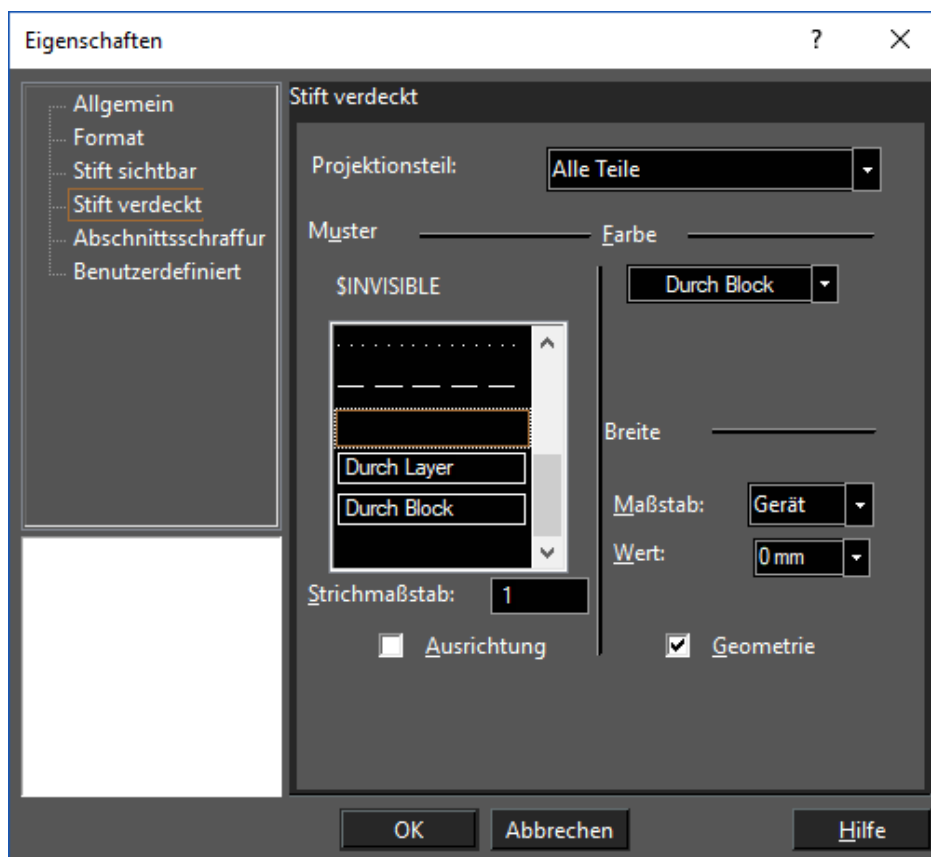 Eigenschaften
?
Allgemein
Format
Stift sichtbar
Stift verdeckt
Abschnittsschraffur
Benutzerdefiniert
Stift verdeckt
Projektionsteil: Alle Teile
Muster
$INVISIBLE
Durch Layer
Durch Block
Strichmaßstab: 1
Ausrichtung
Farbe
Durch Block
Breite
Maßstab: Gerät
Wert: 0 mm
Geometrie
OK Abbrechen Hilfe